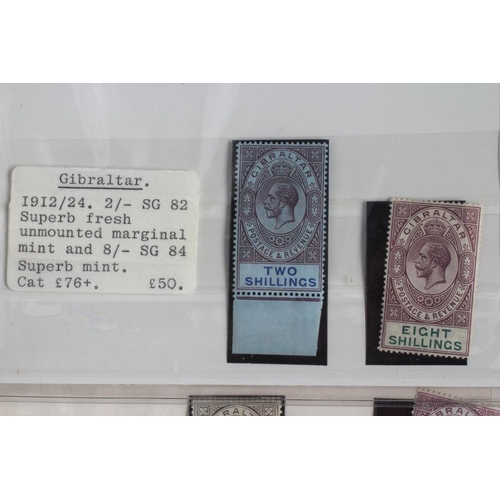 Gibraltar.
1912/24. 2/- SG 82
Superb fresh
unmounted marginal
mint and 8/- SG 84
Superb mint.
Cat £76+. £50.
GIBRALTAR
POSTAGE & REVENUE
TWO
SHILLINGS
GIBRALTAR
POSTAGE & REVENUE
EIGHT
SHILLINGS